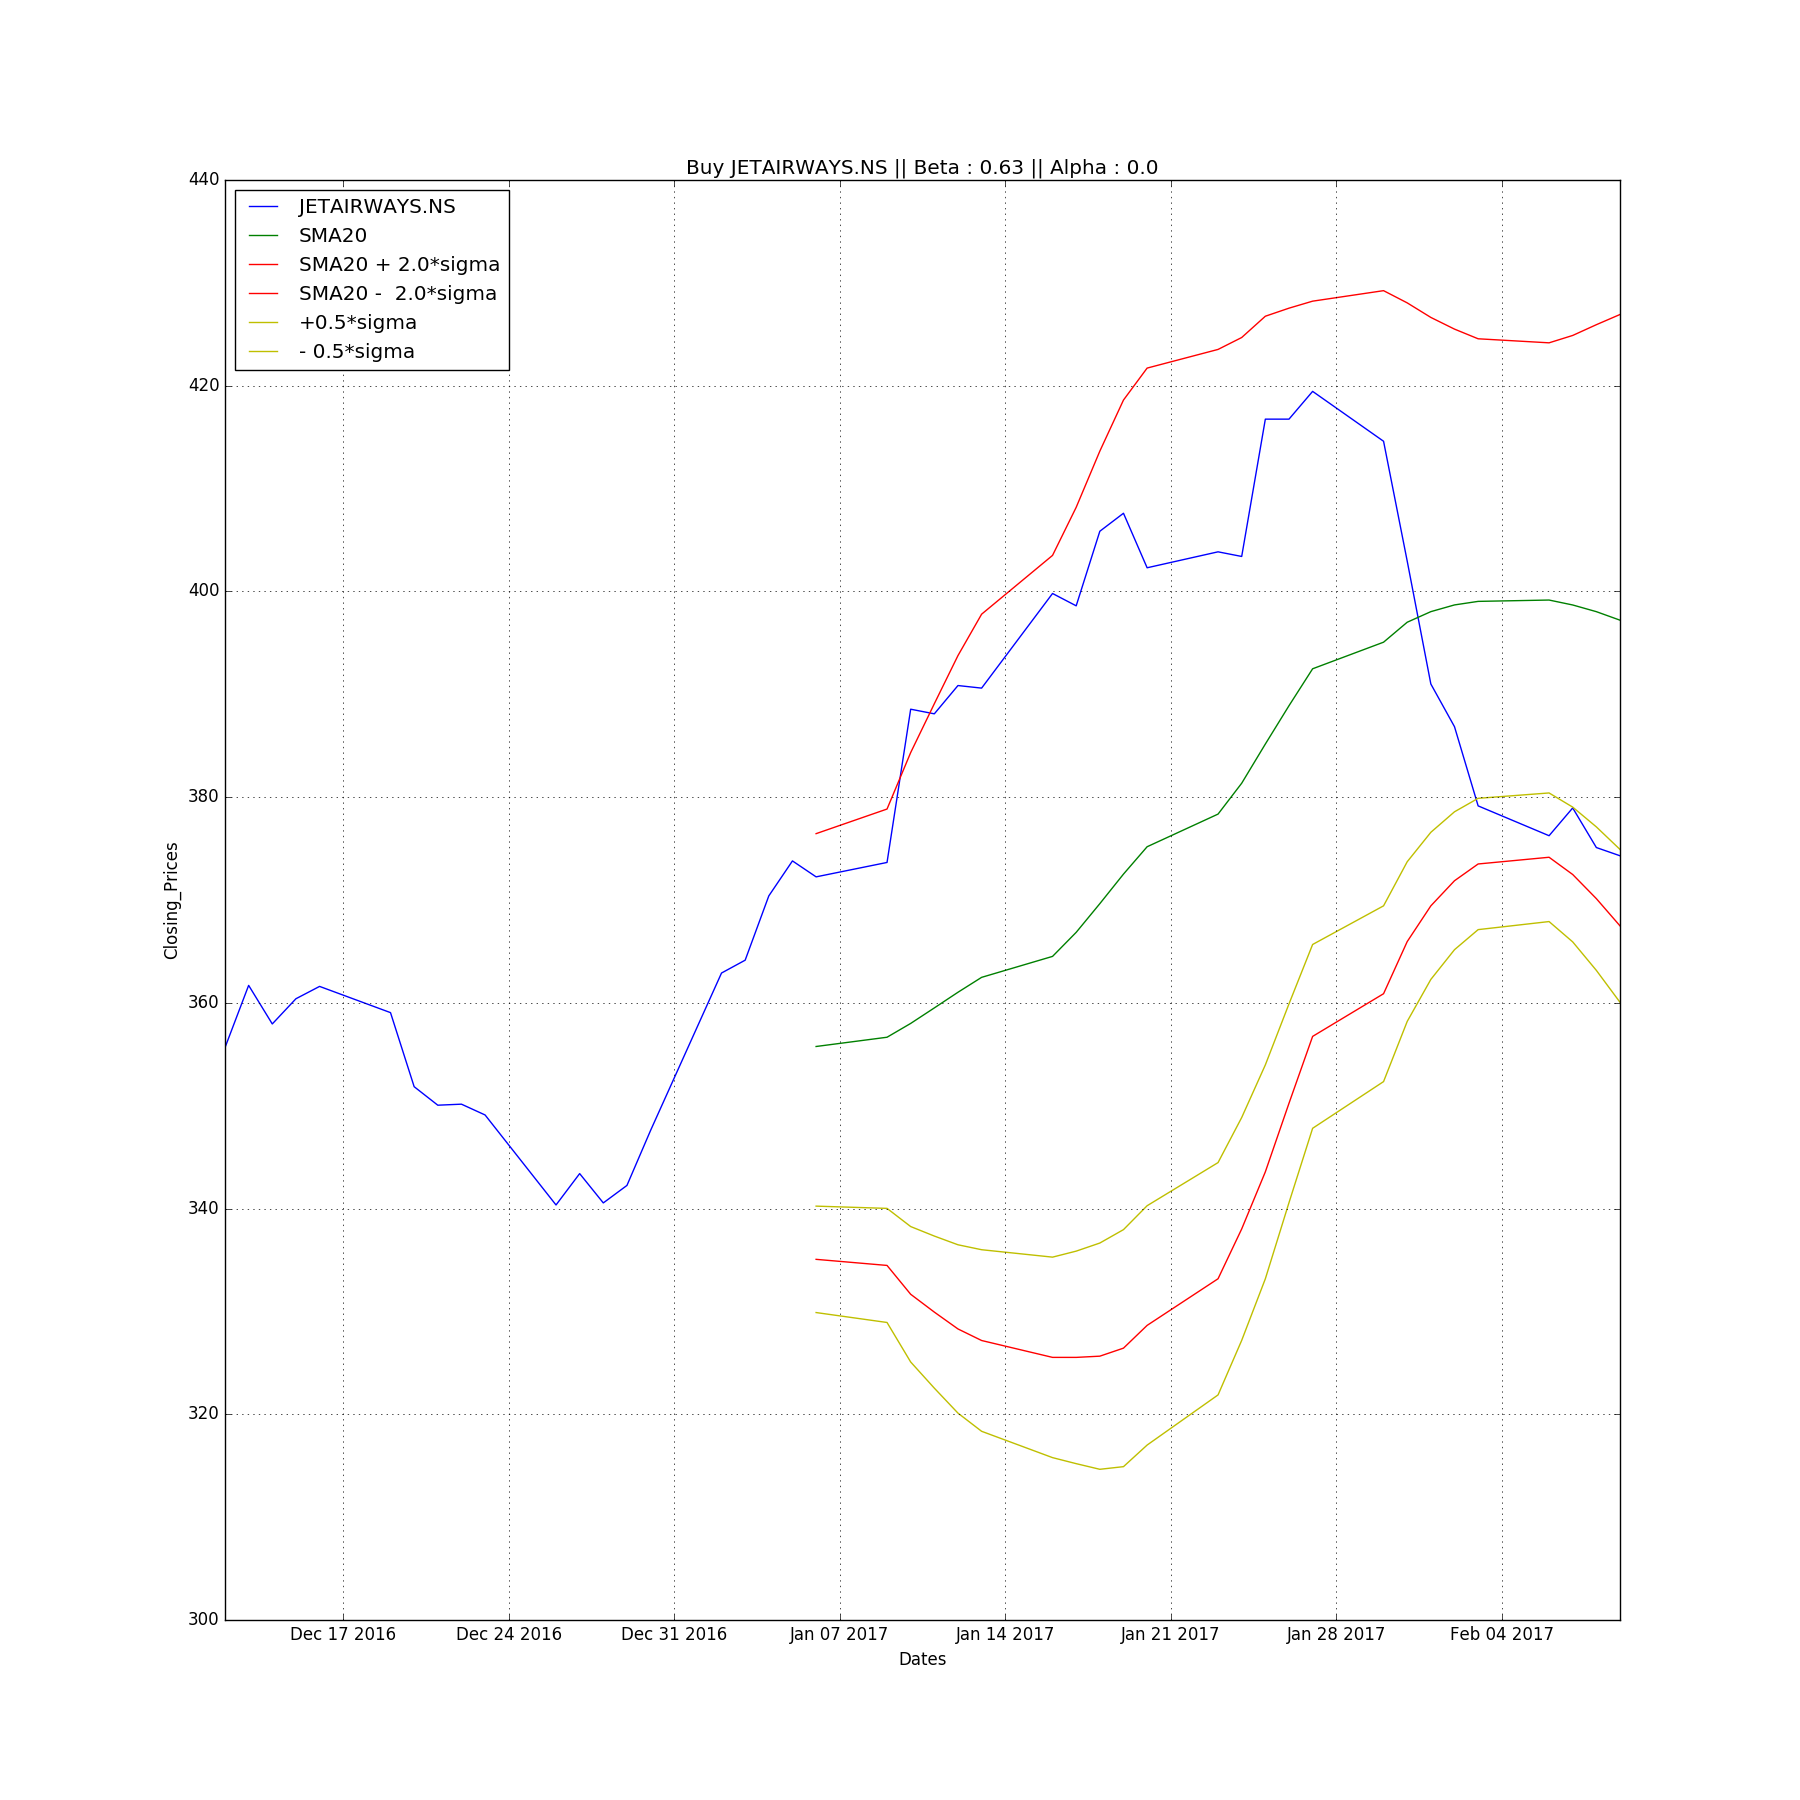 Buy JETAIRWAYS.NS || Beta : 0.63 || Alpha : 0.0
JETAIRWAYS.NS
SMA20
SMA20 + 2.0*sigma
SMA20 -  2.0*sigma
+0.5*sigma
- 0.5*sigma
440
420
400
380
360
340
320
300
Closing_Prices
Dec 17 2016 Dec 24 2016 Dec 31 2016 Jan 07 2017 Jan 14 2017 Jan 21 2017 Jan 28 2017 Feb 04 2017
Dates